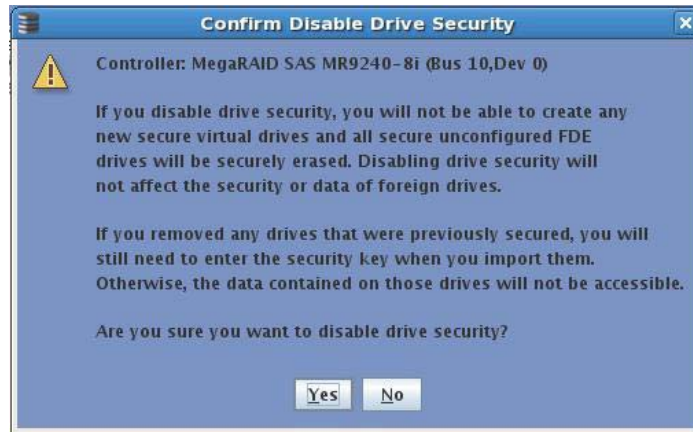 Confirm Disable Drive Security
Controller: MegaRAID SAS MR9240-8i (Bus 10,Dev 0)
If you disable drive security, you will not be able to create any
new secure virtual drives and all secure unconfigured FDE
drives will be securely erased. Disabling drive security will
not affect the security or data of foreign drives.
If you removed any drives that were previously secured, you will
still need to enter the security key when you import them.
Otherwise, the data contained on those drives will not be accessible.
Are you sure you want to disable drive security?
Yes No